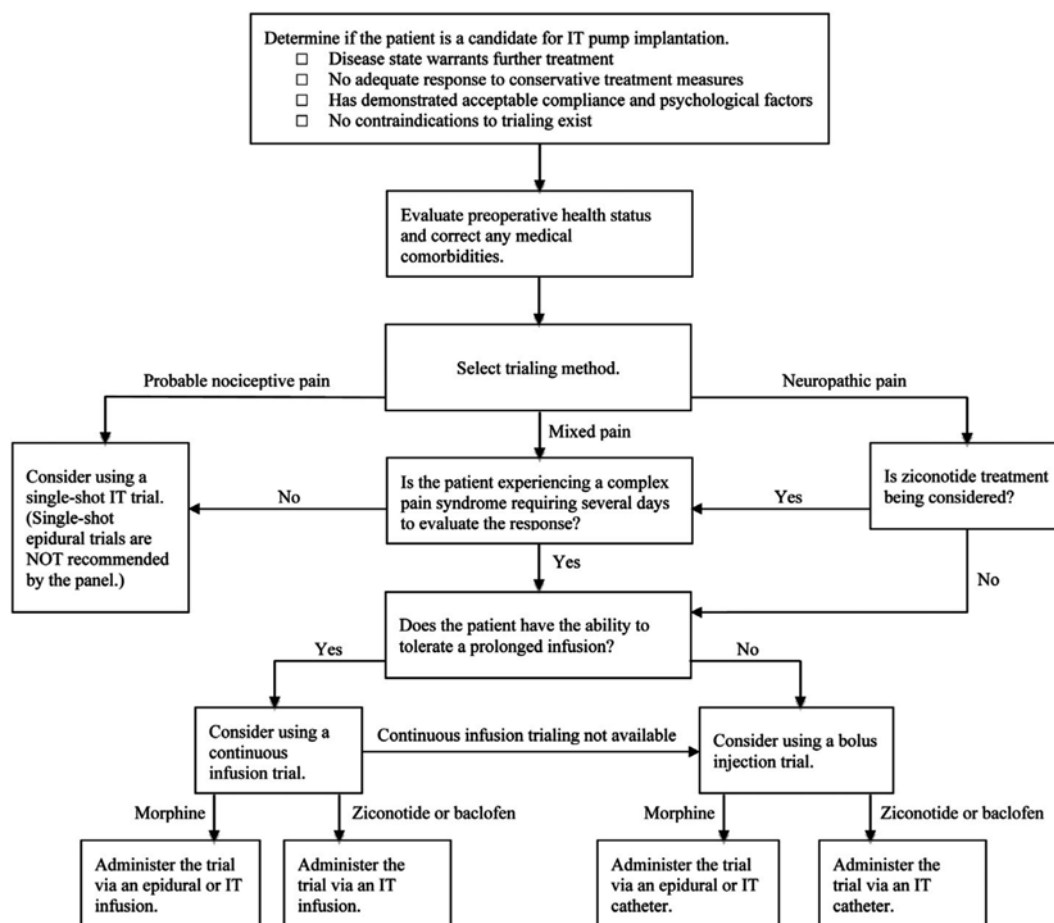 Determine if the patient is a candidate for IT pump implantation.
☐ Disease state warrants further treatment
☐ No adequate response to conservative treatment measures
☐ Has demonstrated acceptable compliance and psychological factors
☐ No contraindications to trialing exist
Evaluate preoperative health status
and correct any medical
comorbidities.
Select trialing method.
Probable nociceptive pain
Neuropathic pain
Mixed pain
Consider using a
single-shot IT trial.
(Single-shot
epidural trials are
NOT recommended
by the panel.)
No
Is the patient experiencing a complex
pain syndrome requiring several days
to evaluate the response?
Yes
Is ziconotide treatment
being considered?
Yes
No
Does the patient have the ability to
tolerate a prolonged infusion?
Yes
No
Consider using a
continuous
infusion trial.
Continuous infusion trialing not available
Consider using a bolus
injection trial.
Morphine
Ziconotide or baclofen
Morphine
Ziconotide or baclofen
Administer the trial
via an epidural or IT
infusion.
Administer the
trial via an IT
infusion.
Administer the trial
via an epidural or IT
catheter.
Administer the
trial via an IT
catheter.